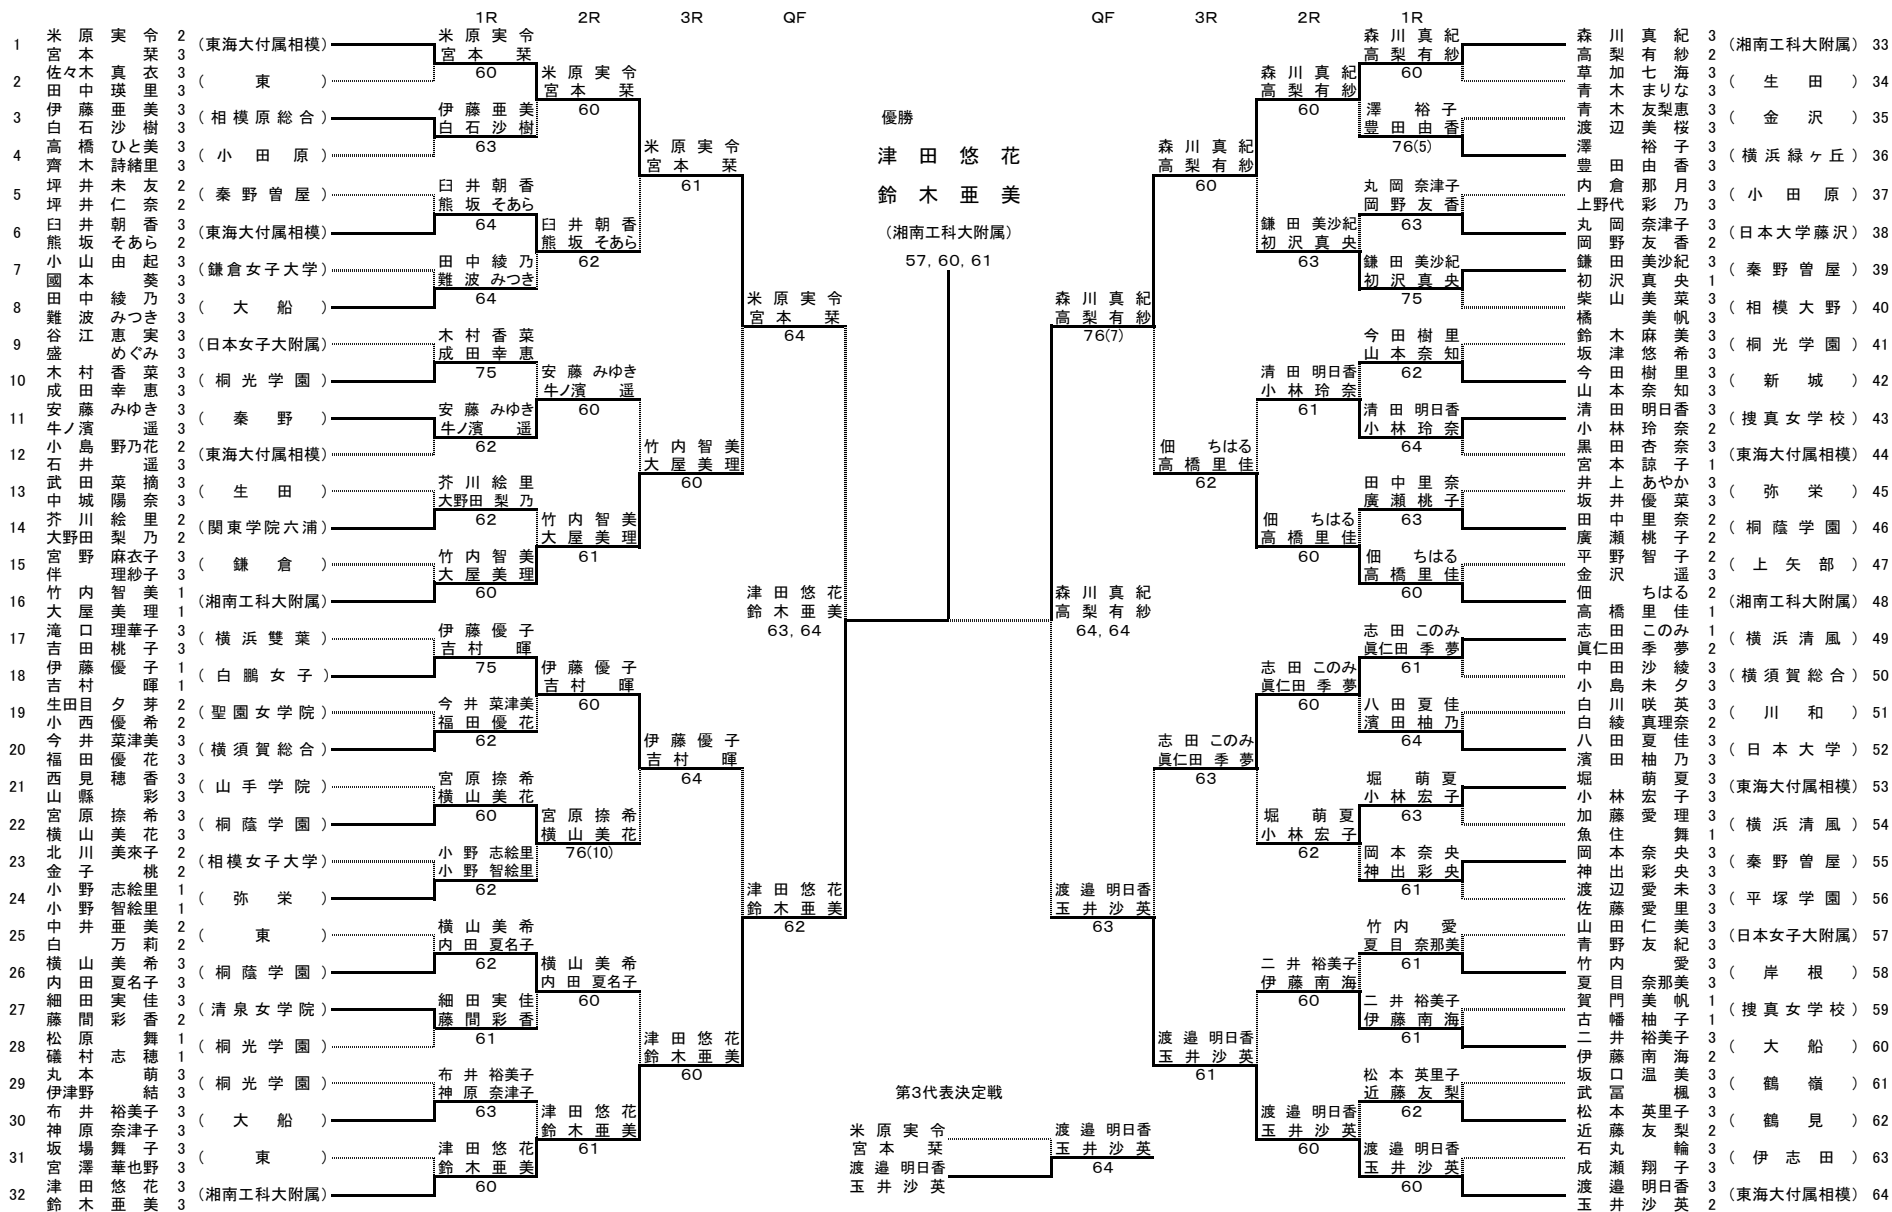 1R 2R 3R QF QF 3R 2R 1R
1 米原実令 2 宮本栞 3 (東海大付属相模)
2 佐々木真衣 3 田中瑛里 3 (東)
3 伊藤亜美 3 白石沙樹 3 (相模原総合)
4 高橋ひと美 3 齊木詩緒里 3 (小田原)
5 坪井未友 2 坪井仁奈 2 (秦野曽屋)
6 臼井朝香 3 熊坂そあら 2 (東海大付属相模)
7 小山由起 3 國本葵 3 (鎌倉女子大学)
8 田中綾乃 3 難波みつき 3 (大船)
9 谷江恵実 3 盛めぐみ 3 (日本女子大附属)
10 木村香菜 3 成田幸恵 3 (桐光学園)
11 安藤みゆき 3 牛ノ濱遥 3 (秦野)
12 小島野乃花 2 石井遥 3 (東海大付属相模)
13 武田菜摘 3 中城陽奈 3 (生田)
14 芥川絵里 2 大野田梨乃 2 (関東学院六浦)
15 宮野麻衣子 3 伴理紗子 3 (鎌倉)
16 竹内智美 1 大屋美理 1 (湘南工科大附属)
17 滝口理華子 3 吉田桃子 3 (横浜雙葉)
18 伊藤優子 1 吉村暉 1 (白鵬女子)
19 生田目夕芽 2 小西優希 2 (聖園女学院)
20 今井菜津美 3 福田優花 3 (横須賀総合)
21 西見穂香 3 山縣彩 3 (山手学院)
22 宮原捺希 3 横山美花 3 (桐蔭学園)
23 北川美來子 2 金子桃 2 (相模女子大学)
24 小野志絵里 1 小野智絵里 1 (弥栄)
25 中井亜美 2 白万莉 2 (東)
26 横山美希 3 内田夏名子 3 (桐蔭学園)
27 細田実佳 3 藤間彩香 2 (清泉女学院)
28 松原舞 1 礒村志穂 1 (桐光学園)
29 丸本萌 3 伊津野結 3 (桐光学園)
30 布井裕美子 3 神原奈津子 3 (大船)
31 坂場舞子 3 宮澤華也野 3 (東)
32 津田悠花 3 鈴木亜美 3 (湘南工科大附属)
米原実令 宮本栞 60
伊藤亜美 白石沙樹 63
臼井朝香 熊坂そあら 64
田中綾乃 難波みつき 64
木村香菜 成田幸恵 75
安藤みゆき 牛ノ濱遥 62
芥川絵里 大野田梨乃 62
竹内智美 大屋美理 60
伊藤優子 吉村暉 75
今井菜津美 福田優花 62
宮原捺希 横山美花 60
小野志絵里 小野智絵里 62
横山美希 内田夏名子 62
細田実佳 藤間彩香 61
布井裕美子 神原奈津子 63
津田悠花 鈴木亜美 60
米原実令 宮本栞 60
臼井朝香 熊坂そあら 62
安藤みゆき 牛ノ濱遥 60
竹内智美 大屋美理 61
伊藤優子 吉村暉 60
宮原捺希 横山美花 76(10)
横山美希 内田夏名子 60
津田悠花 鈴木亜美 61
米原実令 宮本栞 61
竹内智美 大屋美理 60
伊藤優子 吉村暉 64
津田悠花 鈴木亜美 60
米原実令 宮本栞 64
津田悠花 鈴木亜美 62
津田悠花 鈴木亜美 63, 64
優勝
津田悠花
鈴木亜美
(湘南工科大附属)
57, 60, 61
森川真紀 高梨有紗 64, 64
森川真紀 高梨有紗 76(7)
渡邉明日香 玉井沙英 63
森川真紀 高梨有紗 60
佃ちはる 高橋里佳 62
志田このみ 眞仁田季夢 63
渡邉明日香 玉井沙英 61
森川真紀 高梨有紗 60
鎌田美沙紀 初沢真央 63
清田明日香 小林玲奈 61
佃ちはる 高橋里佳 60
志田このみ 眞仁田季夢 60
堀萌夏 小林宏子 62
二井裕美子 伊藤南海 60
渡邉明日香 玉井沙英 60
森川真紀 高梨有紗 60
澤裕子 豊田由香 76(5)
丸岡奈津子 岡野友香 63
鎌田美沙紀 初沢真央 75
今田樹里 山本奈知 62
清田明日香 小林玲奈 64
田中里奈 廣瀬桃子 63
佃ちはる 高橋里佳 60
志田このみ 眞仁田季夢 61
八田夏佳 濱田柚乃 64
堀萌夏 小林宏子 63
岡本奈央 神出彩央 61
竹内愛 夏目奈那美 61
二井裕美子 伊藤南海 61
松本英里子 近藤友梨 62
渡邉明日香 玉井沙英 60
森川真紀 3 高梨有紗 2 (湘南工科大附属) 33
草加七海 3 青木まりな 3 (生田) 34
青木友梨恵 3 渡辺美桜 3 (金沢) 35
澤裕子 3 豊田由香 3 (横浜緑ヶ丘) 36
内倉那月 3 上野代彩乃 3 (小田原) 37
丸岡奈津子 3 岡野友香 2 (日本大学藤沢) 38
鎌田美沙紀 3 初沢真央 1 (秦野曽屋) 39
柴山美菜 3 橘美帆 3 (相模大野) 40
鈴木麻美 3 坂津悠希 3 (桐光学園) 41
今田樹里 3 山本奈知 3 (新城) 42
清田明日香 3 小林玲奈 2 (捜真女学校) 43
黒田杏奈 3 宮本諒子 1 (東海大付属相模) 44
井上あやか 3 坂井優菜 3 (弥栄) 45
田中里奈 2 廣瀬桃子 2 (桐蔭学園) 46
平野智子 2 金沢遥 3 (上矢部) 47
佃ちはる 2 高橋里佳 1 (湘南工科大附属) 48
志田このみ 1 眞仁田季夢 2 (横浜清風) 49
中田沙綾 3 小島未夕 3 (横須賀総合) 50
白川咲英 3 白綾真理奈 2 (川和) 51
八田夏佳 3 濱田柚乃 3 (日本大学) 52
堀萌夏 3 小林宏子 3 (東海大付属相模) 53
加藤愛理 3 魚住舞 1 (横浜清風) 54
岡本奈央 3 神出彩央 3 (秦野曽屋) 55
渡辺愛未 3 佐藤愛里 3 (平塚学園) 56
山田仁美 3 青野友紀 3 (日本女子大附属) 57
竹内愛 3 夏目奈那美 3 (岸根) 58
賀門美帆 1 古幡柚子 1 (捜真女学校) 59
二井裕美子 3 伊藤南海 2 (大船) 60
坂口温美 3 武冨楓 3 (鶴嶺) 61
松本英里子 3 近藤友梨 2 (鶴見) 62
石丸輪 3 成瀬翔子 3 (伊志田) 63
渡邉明日香 3 玉井沙英 2 (東海大付属相模) 64
第3代表決定戦
米原実令 宮本栞
渡邉明日香 玉井沙英
渡邉明日香 玉井沙英 64